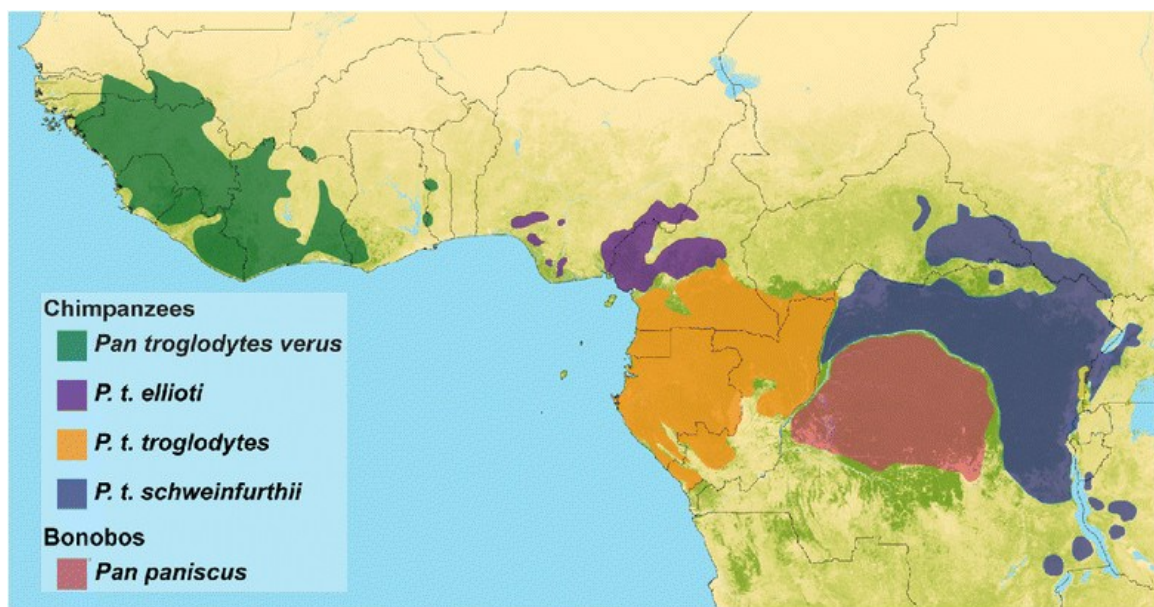 Chimpanzees
Pan troglodytes verus
P. t. ellioti
P. t. troglodytes
P. t. schweinfurthii
Bonobos
Pan paniscus